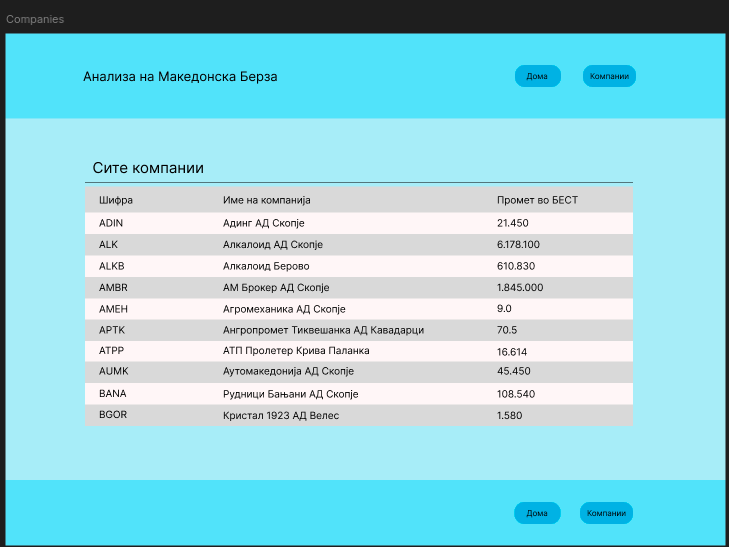 Companies
Анализа на Македонска Берза Дома Компании
Сите компании
Шифра Име на компанија Промет во БЕСТ
ADIN Адинг АД Скопје 21.450
ALK Алкалоид АД Скопје 6.178.100
ALKB Алкалоид Берово 610.830
AMBR АМ Брокер АД Скопје 1.845.000
AMEH Агромеханика АД Скопје 9.0
APTK Ангропромет Тиквешанка АД Кавадарци 70.5
ATPP АТП Пролетер Крива Паланка 16.614
AUMK Аутомакедонија АД Скопје 45.450
BANA Рудници Бањани АД Скопје 108.540
BGOR Кристал 1923 АД Велес 1.580
Дома Компании